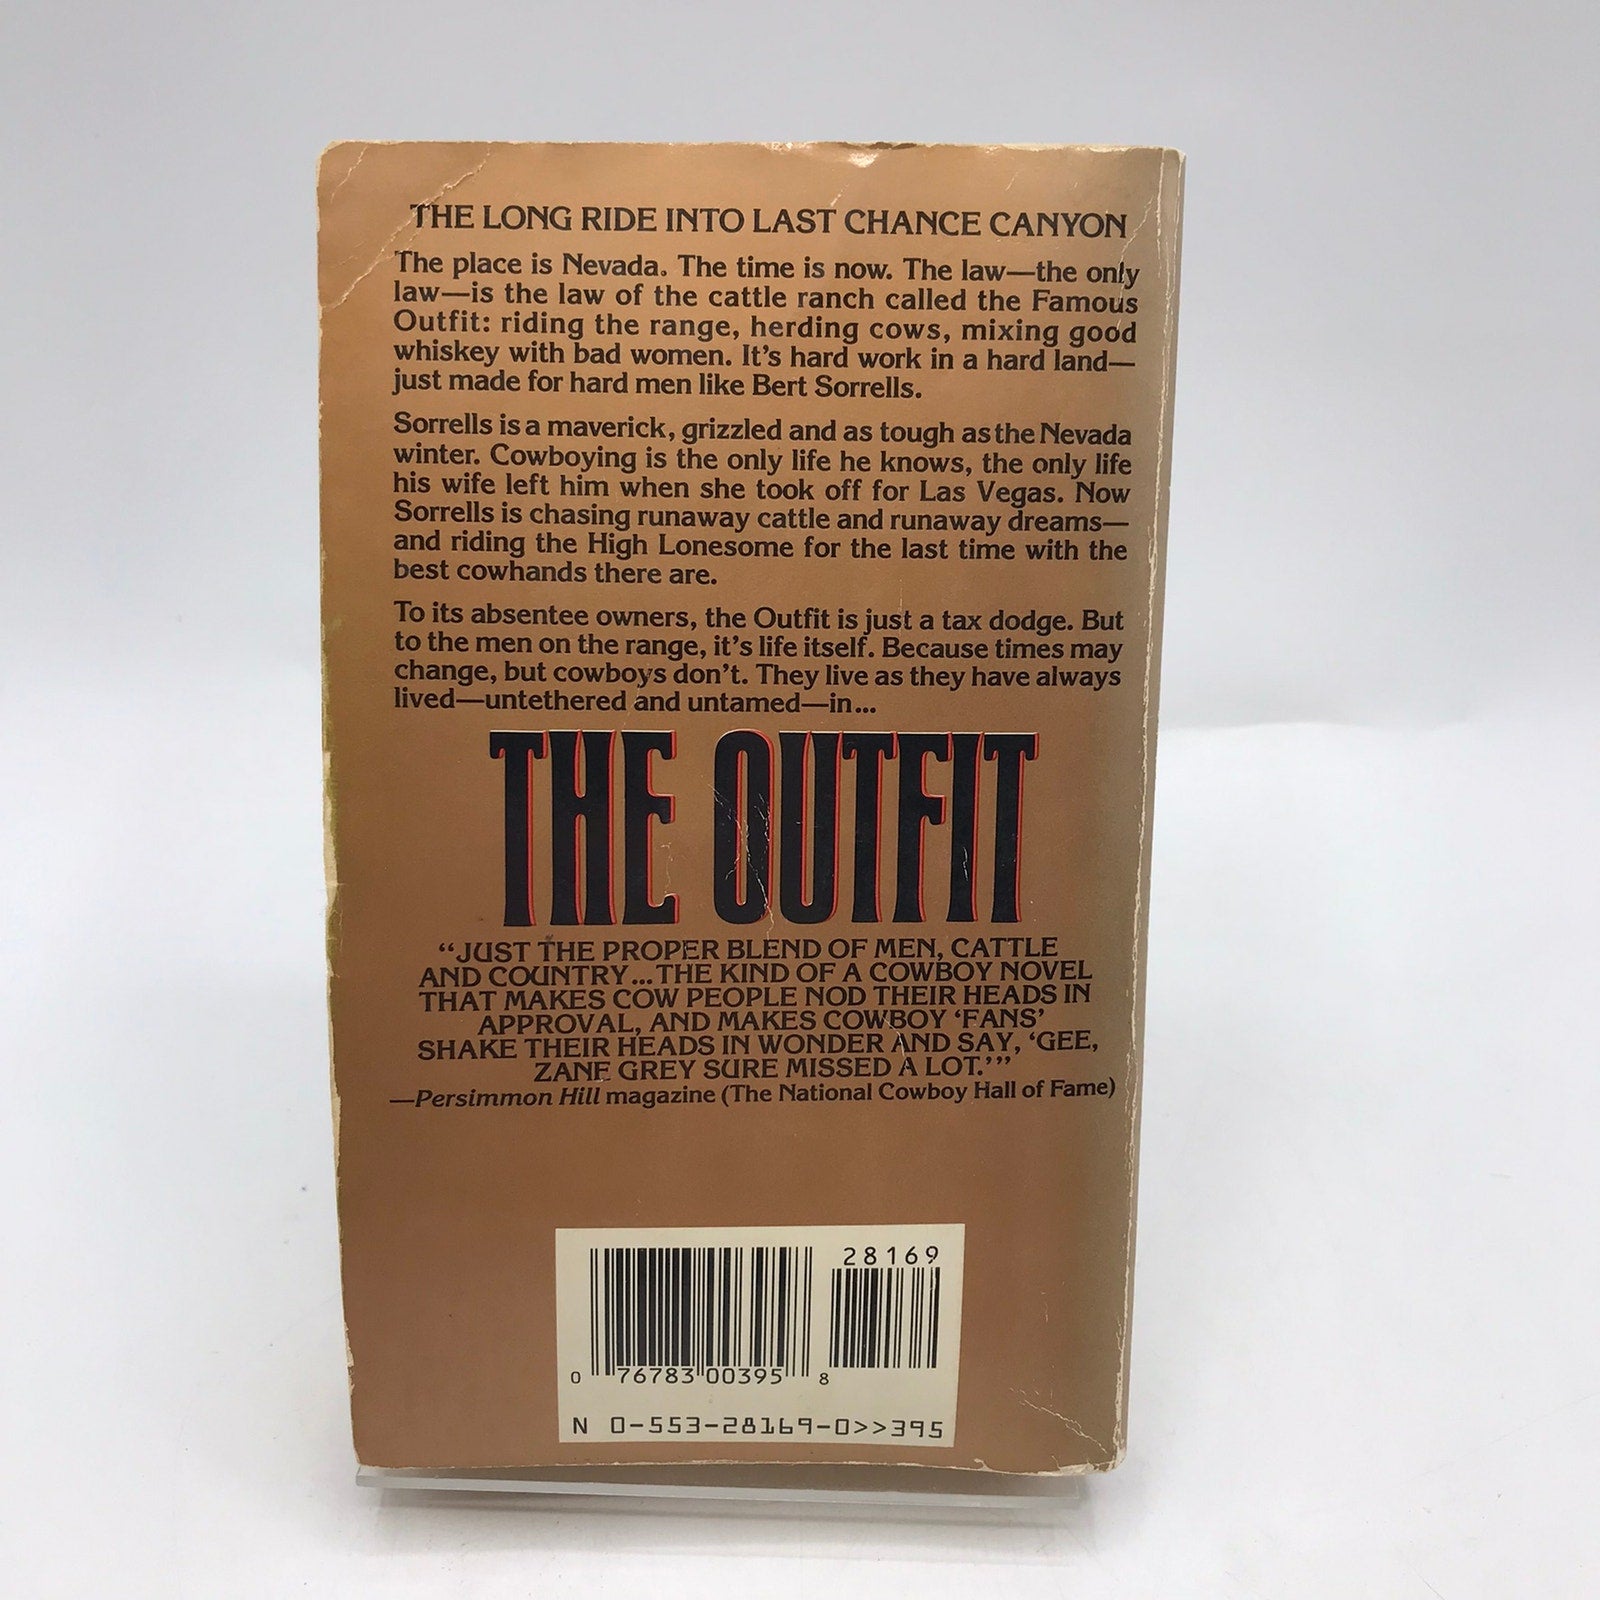 THE LONG RIDE INTO LAST CHANCE CANYON
The place is Nevada. The time is now. The law—the only
law—is the law of the cattle ranch called the Famous
Outfit: riding the range, herding cows, mixing good
whiskey with bad women. It's hard work in a hard land—
just made for hard men like Bert Sorrells.
Sorrells is a maverick, grizzled and as tough as the Nevada
winter. Cowboying is the only life he knows, the only life
his wife left him when she took off for Las Vegas. Now
Sorrells is chasing runaway cattle and runaway dreams—
and riding the High Lonesome for the last time with the
best cowhands there are.
To its absentee owners, the Outfit is just a tax dodge. But
to the men on the range, it's life itself. Because times may
change, but cowboys don't. They live as they have always
lived—untethered and untamed—in...
THE OUTFIT
“JUST THE PROPER BLEND OF MEN, CATTLE
AND COUNTRY...THE KIND OF A COWBOY NOVEL
THAT MAKES COW PEOPLE NOD THEIR HEADS IN
APPROVAL, AND MAKES COWBOY ‘FANS’
SHAKE THEIR HEADS IN WONDER AND SAY, ‘GEE,
ZANE GREY SURE MISSED A LOT.’”
—Persimmon Hill magazine (The National Cowboy Hall of Fame)
28169
0 76783 00395 8
N 0-553-28169-0>>395